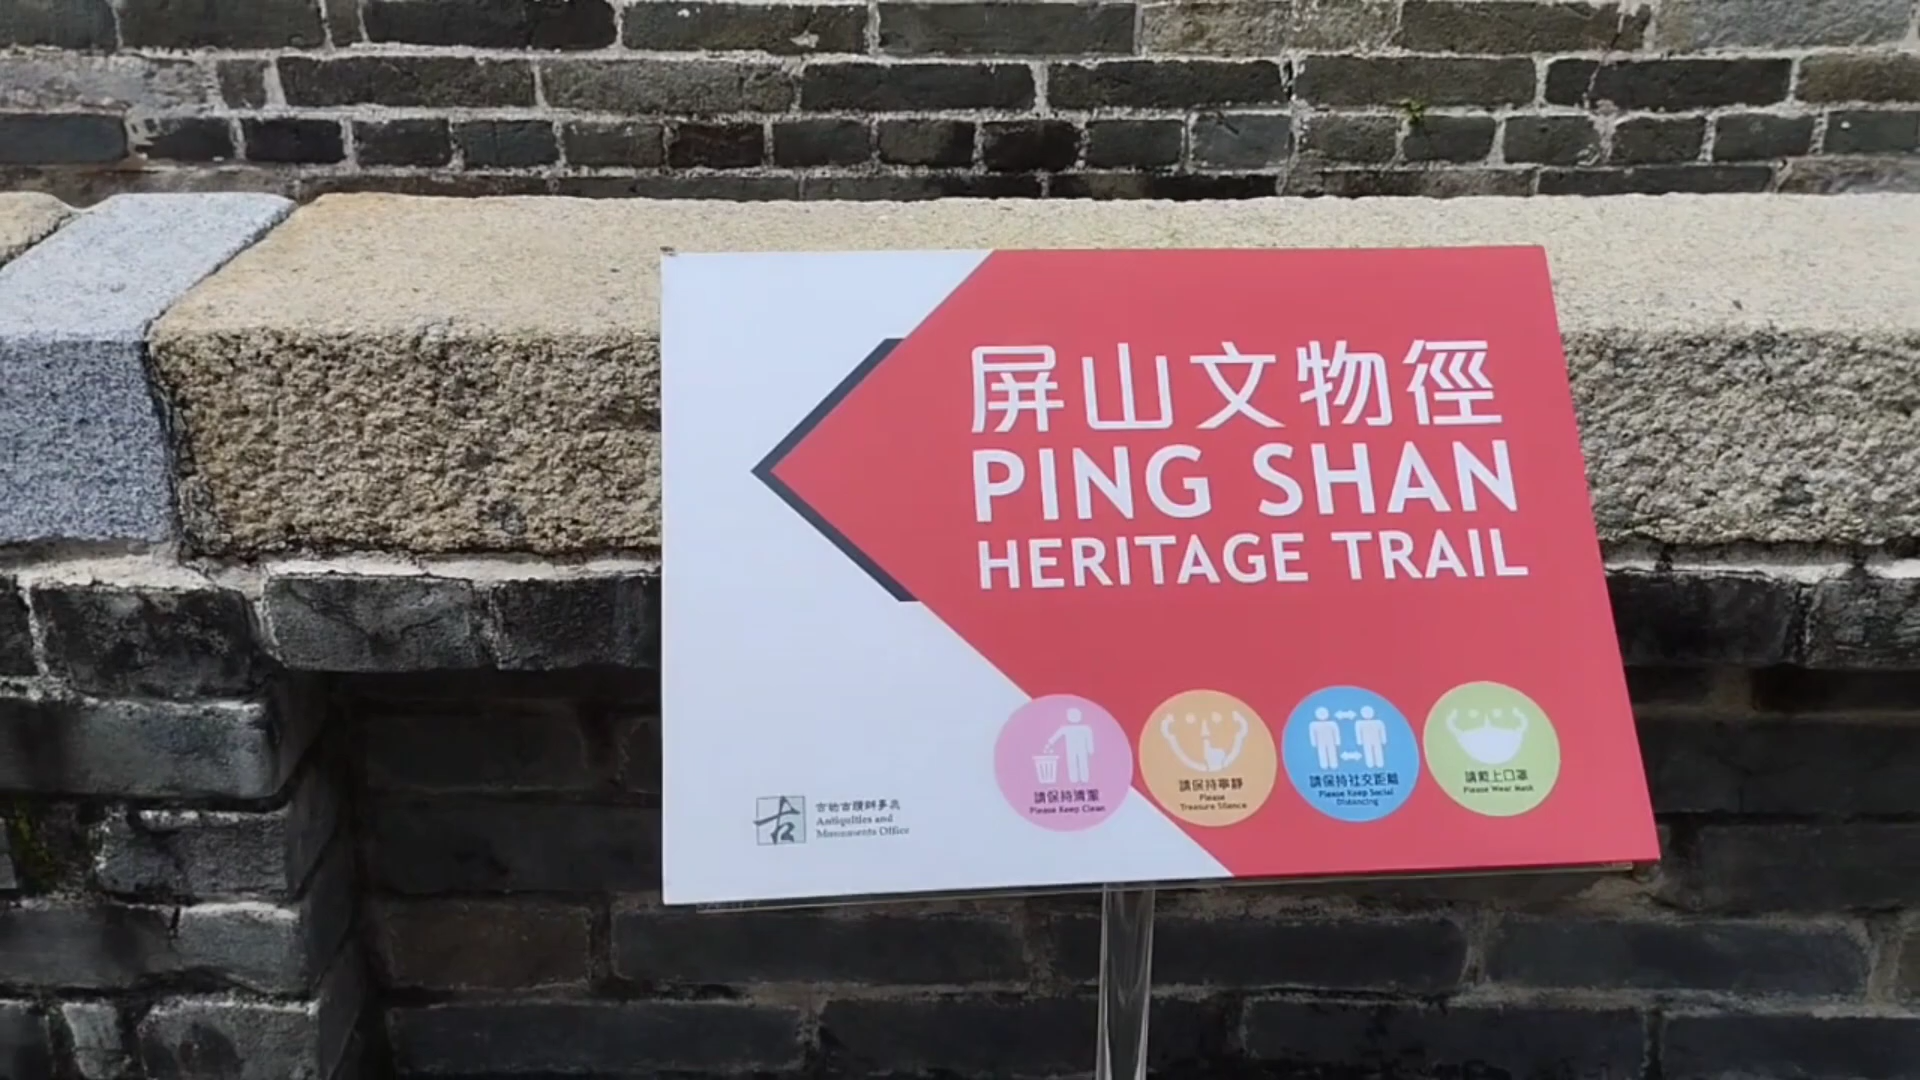 屏山文物徑
PING SHAN
HERITAGE TRAIL
請保持清潔
Please Keep Clean
請保持寧靜
Please
Treasure Silence
請保持社交距離
Please Keep Social
Distancing
請戴上口罩
Please Wear Mask
古物古蹟辦事處
Antiquities and
Monuments Office